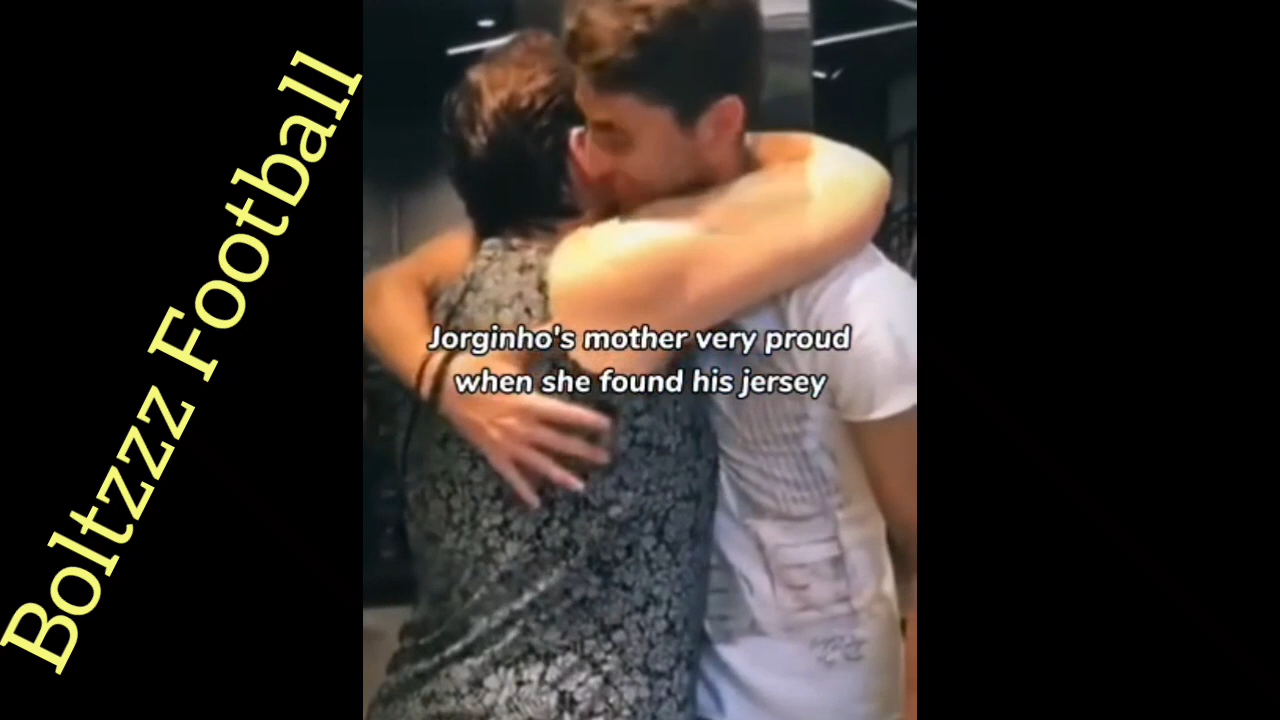 Boltzzz Football
Jorginho's mother very proud
when she found his jersey